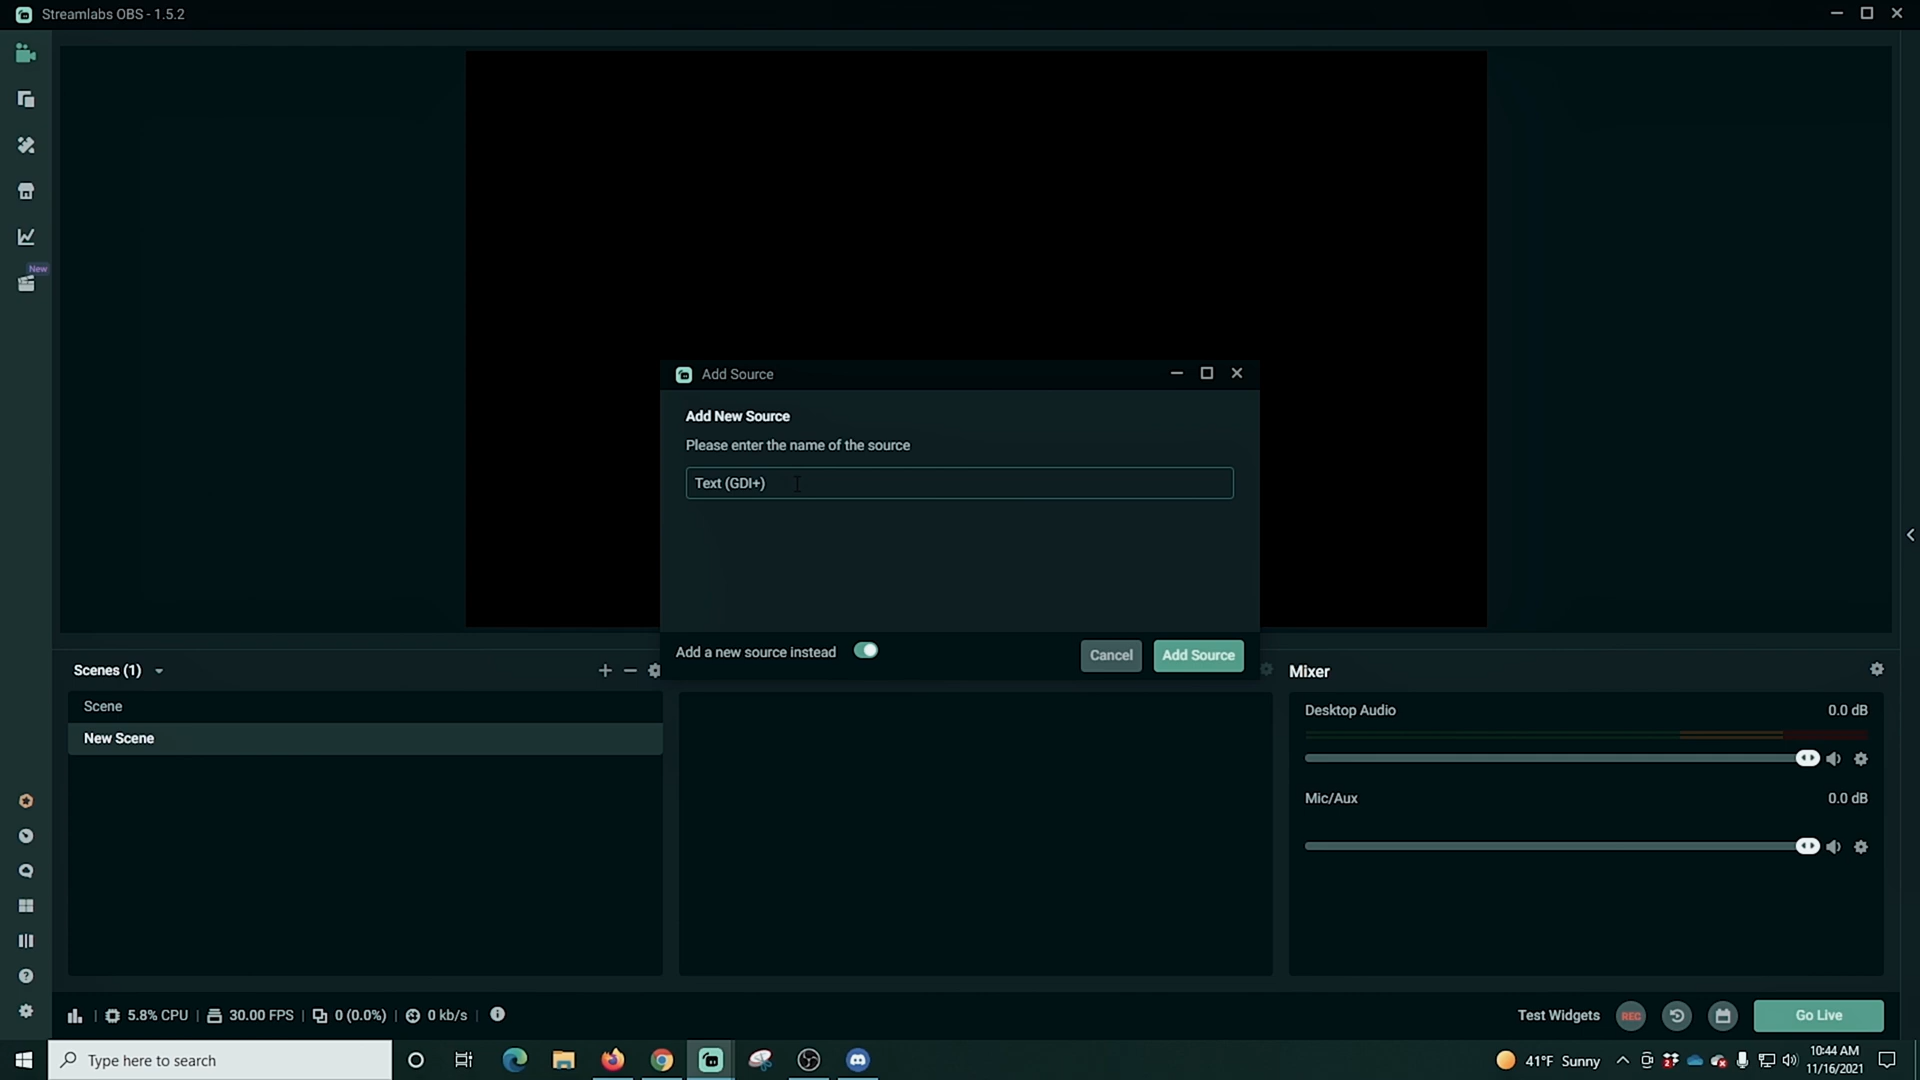 Streamlabs OBS - 1.5.2
New
Add Source
Add New Source
Please enter the name of the source
Text (GDI+)
Add a new source instead
Cancel
Add Source
Scenes (1)
Scene
New Scene
Mixer
Desktop Audio
0.0 dB
Mic/Aux
0.0 dB
5.8% CPU
30.00 FPS
0 (0.0%)
0 kb/s
Test Widgets
REC
Go Live
Type here to search
41°F Sunny
10:44 AM
11/16/2021